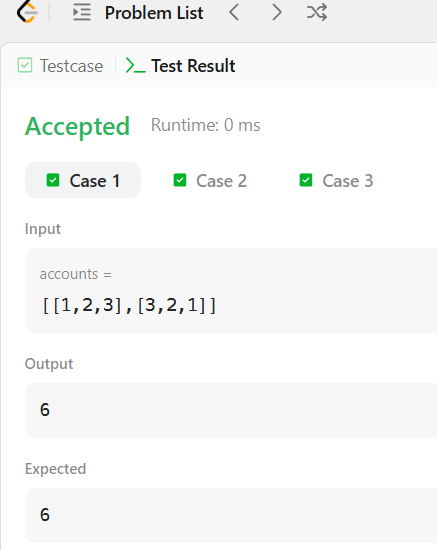 Problem List
Testcase
Test Result
Accepted Runtime: 0 ms
Case 1 Case 2 Case 3
Input
accounts =
[[1,2,3],[3,2,1]]
Output
6
Expected
6